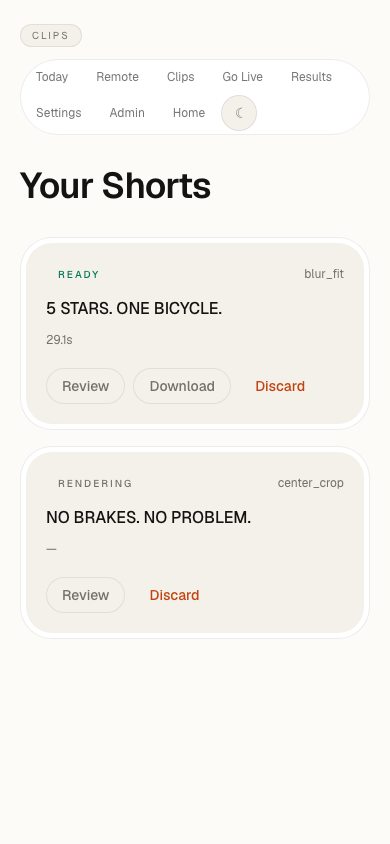 CLIPS
Today Remote Clips Go Live Results
Settings Admin Home
Your Shorts
READY blur_fit
5 STARS. ONE BICYCLE.
29.1s
Review Download Discard
RENDERING center_crop
NO BRAKES. NO PROBLEM.
—
Review Discard